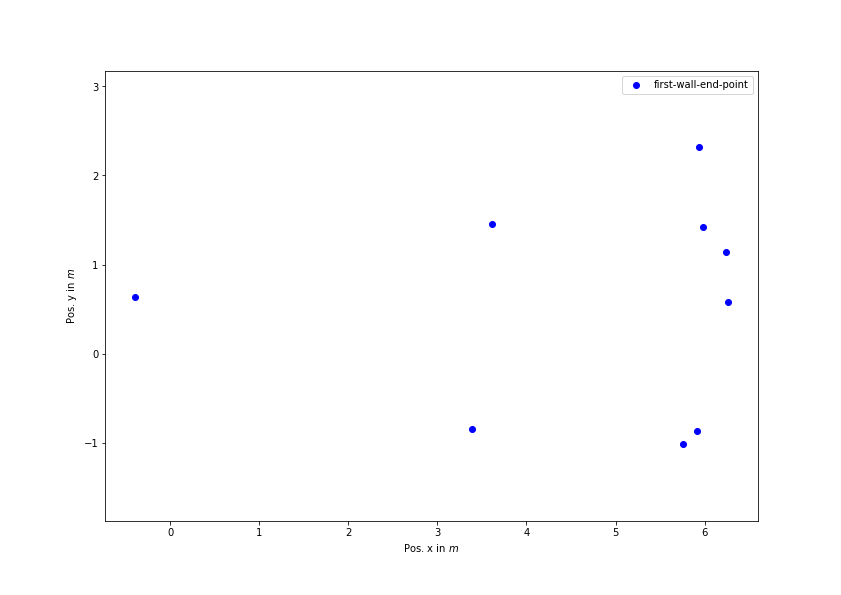 first-wall-end-point
3
2
1
0
−1
Pos. y in m
0 1 2 3 4 5 6
Pos. x in m